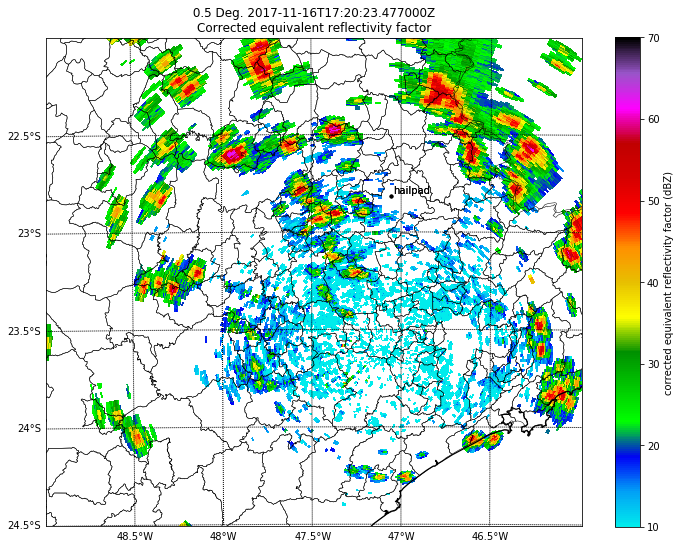 0.5 Deg. 2017-11-16T17:20:23.477000Z
Corrected equivalent reflectivity factor
70
60
50
40
30
20
10
corrected equivalent reflectivity factor (dBZ)
hailpad
22.5°S
23°S
23.5°S
24°S
24.5°S
48.5°W
48°W
47.5°W
47°W
46.5°W